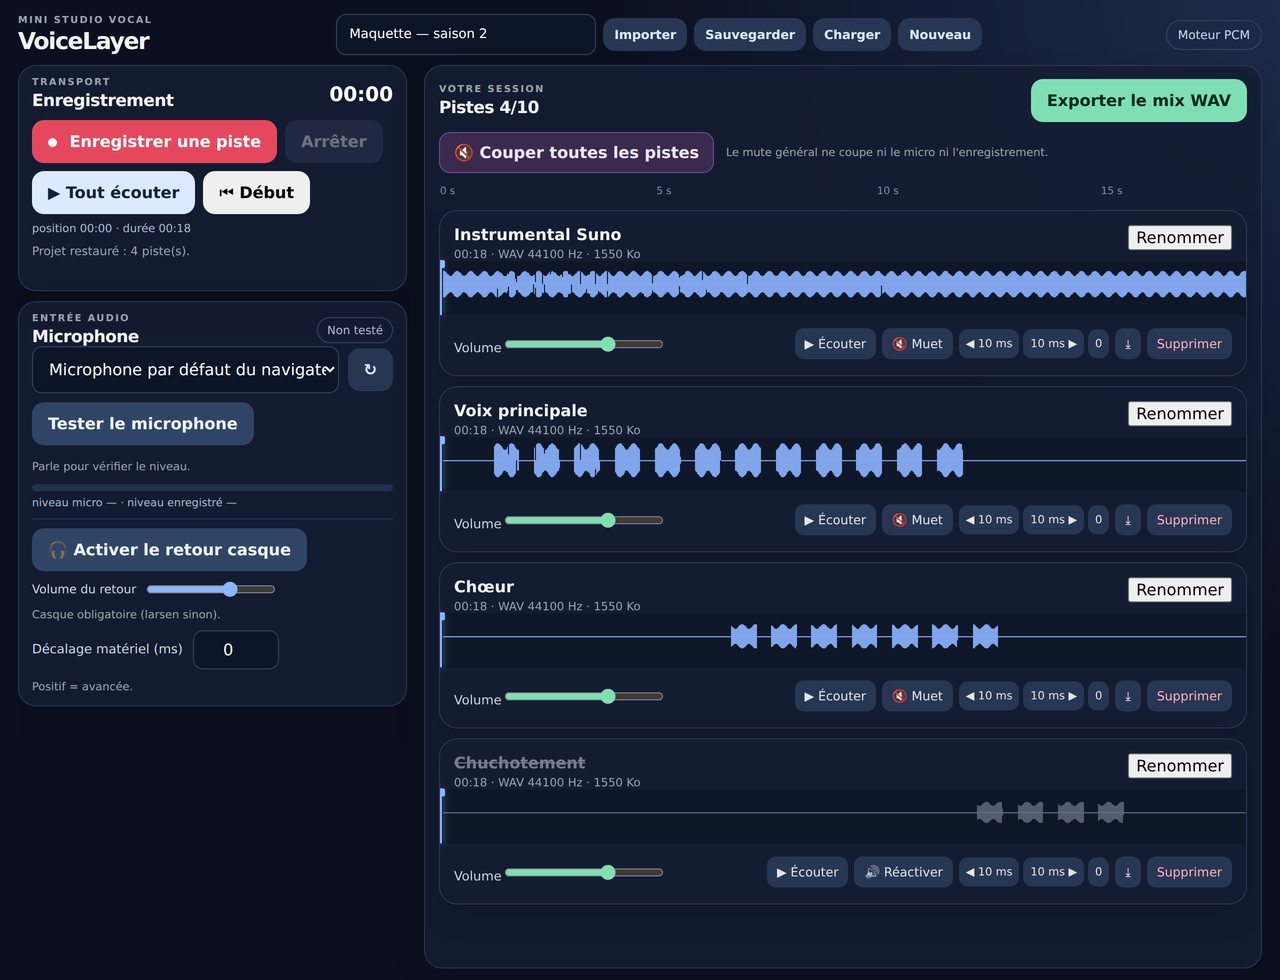 MINI STUDIO VOCAL
VoiceLayer
Maquette — saison 2
Importer
Sauvegarder
Charger
Nouveau
Moteur PCM
TRANSPORT
Enregistrement
00:00
● Enregistrer une piste
Arrêter
▶ Tout écouter
⏮ Début
position 00:00 · durée 00:18
Projet restauré : 4 piste(s).
ENTRÉE AUDIO
Microphone
Non testé
Microphone par défaut du navigate
↻
Tester le microphone
Parle pour vérifier le niveau.
niveau micro — · niveau enregistré —
🎧 Activer le retour casque
Volume du retour
Casque obligatoire (larsen sinon).
Décalage matériel (ms)
0
Positif = avancée.
VOTRE SESSION
Pistes 4/10
Exporter le mix WAV
🔇 Couper toutes les pistes
Le mute général ne coupe ni le micro ni l'enregistrement.
0 s
5 s
10 s
15 s
Instrumental Suno
00:18 · WAV 44100 Hz · 1550 Ko
Renommer
Volume
▶ Écouter
🔇 Muet
◀ 10 ms
10 ms ▶
0
⤓
Supprimer
Voix principale
00:18 · WAV 44100 Hz · 1550 Ko
Renommer
Volume
▶ Écouter
🔇 Muet
◀ 10 ms
10 ms ▶
0
⤓
Supprimer
Chœur
00:18 · WAV 44100 Hz · 1550 Ko
Renommer
Volume
▶ Écouter
🔇 Muet
◀ 10 ms
10 ms ▶
0
⤓
Supprimer
Chuchotement
00:18 · WAV 44100 Hz · 1550 Ko
Renommer
Volume
▶ Écouter
🔊 Réactiver
◀ 10 ms
10 ms ▶
0
⤓
Supprimer